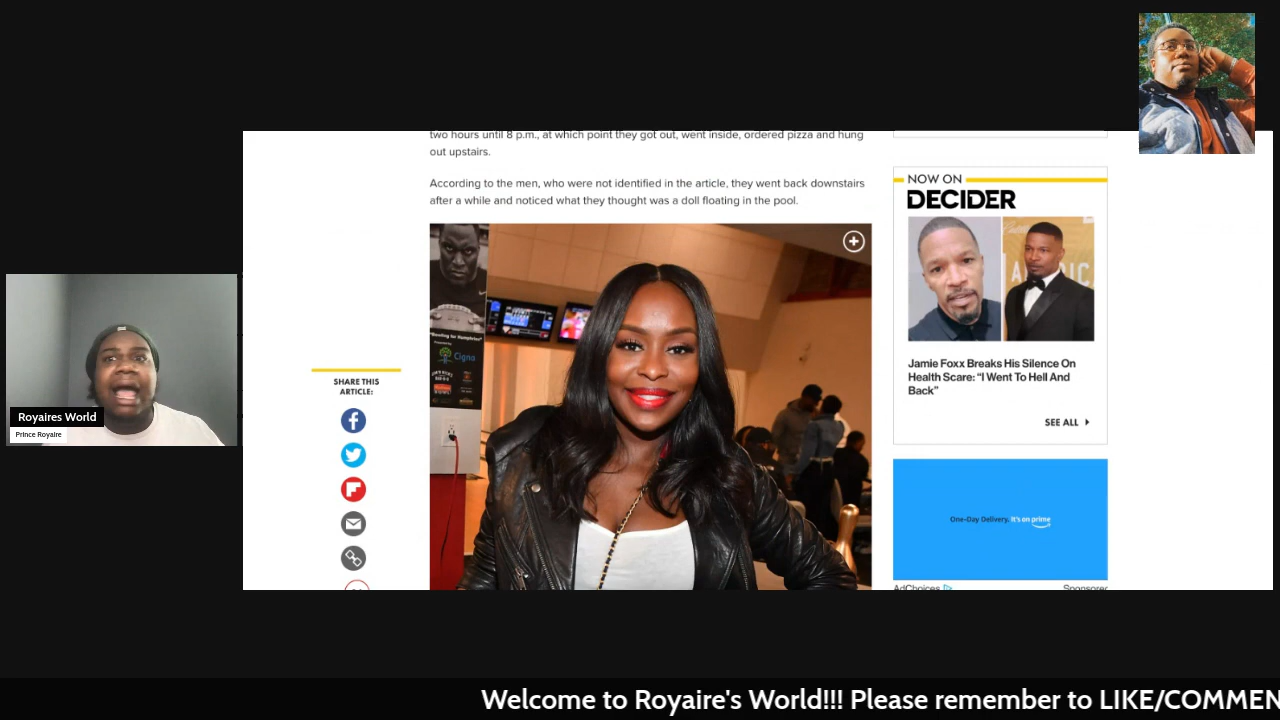 two hours until 8 p.m., at which point they got out, went inside, ordered pizza and hung
out upstairs.
According to the men, who were not identified in the article, they went back downstairs
after a while and noticed what they thought was a doll floating in the pool.
Cigna
SHARE THIS
ARTICLE:
NOW ON
DECIDER
Jamie Foxx Breaks His Silence On
Health Scare: “I Went To Hell And
Back”
SEE ALL
One-Day Delivery. It's on prime
AdChoices
Sponsored
Royaires World
Prince Royaire
Welcome to Royaire's World!!! Please remember to LIKE/COMMEN